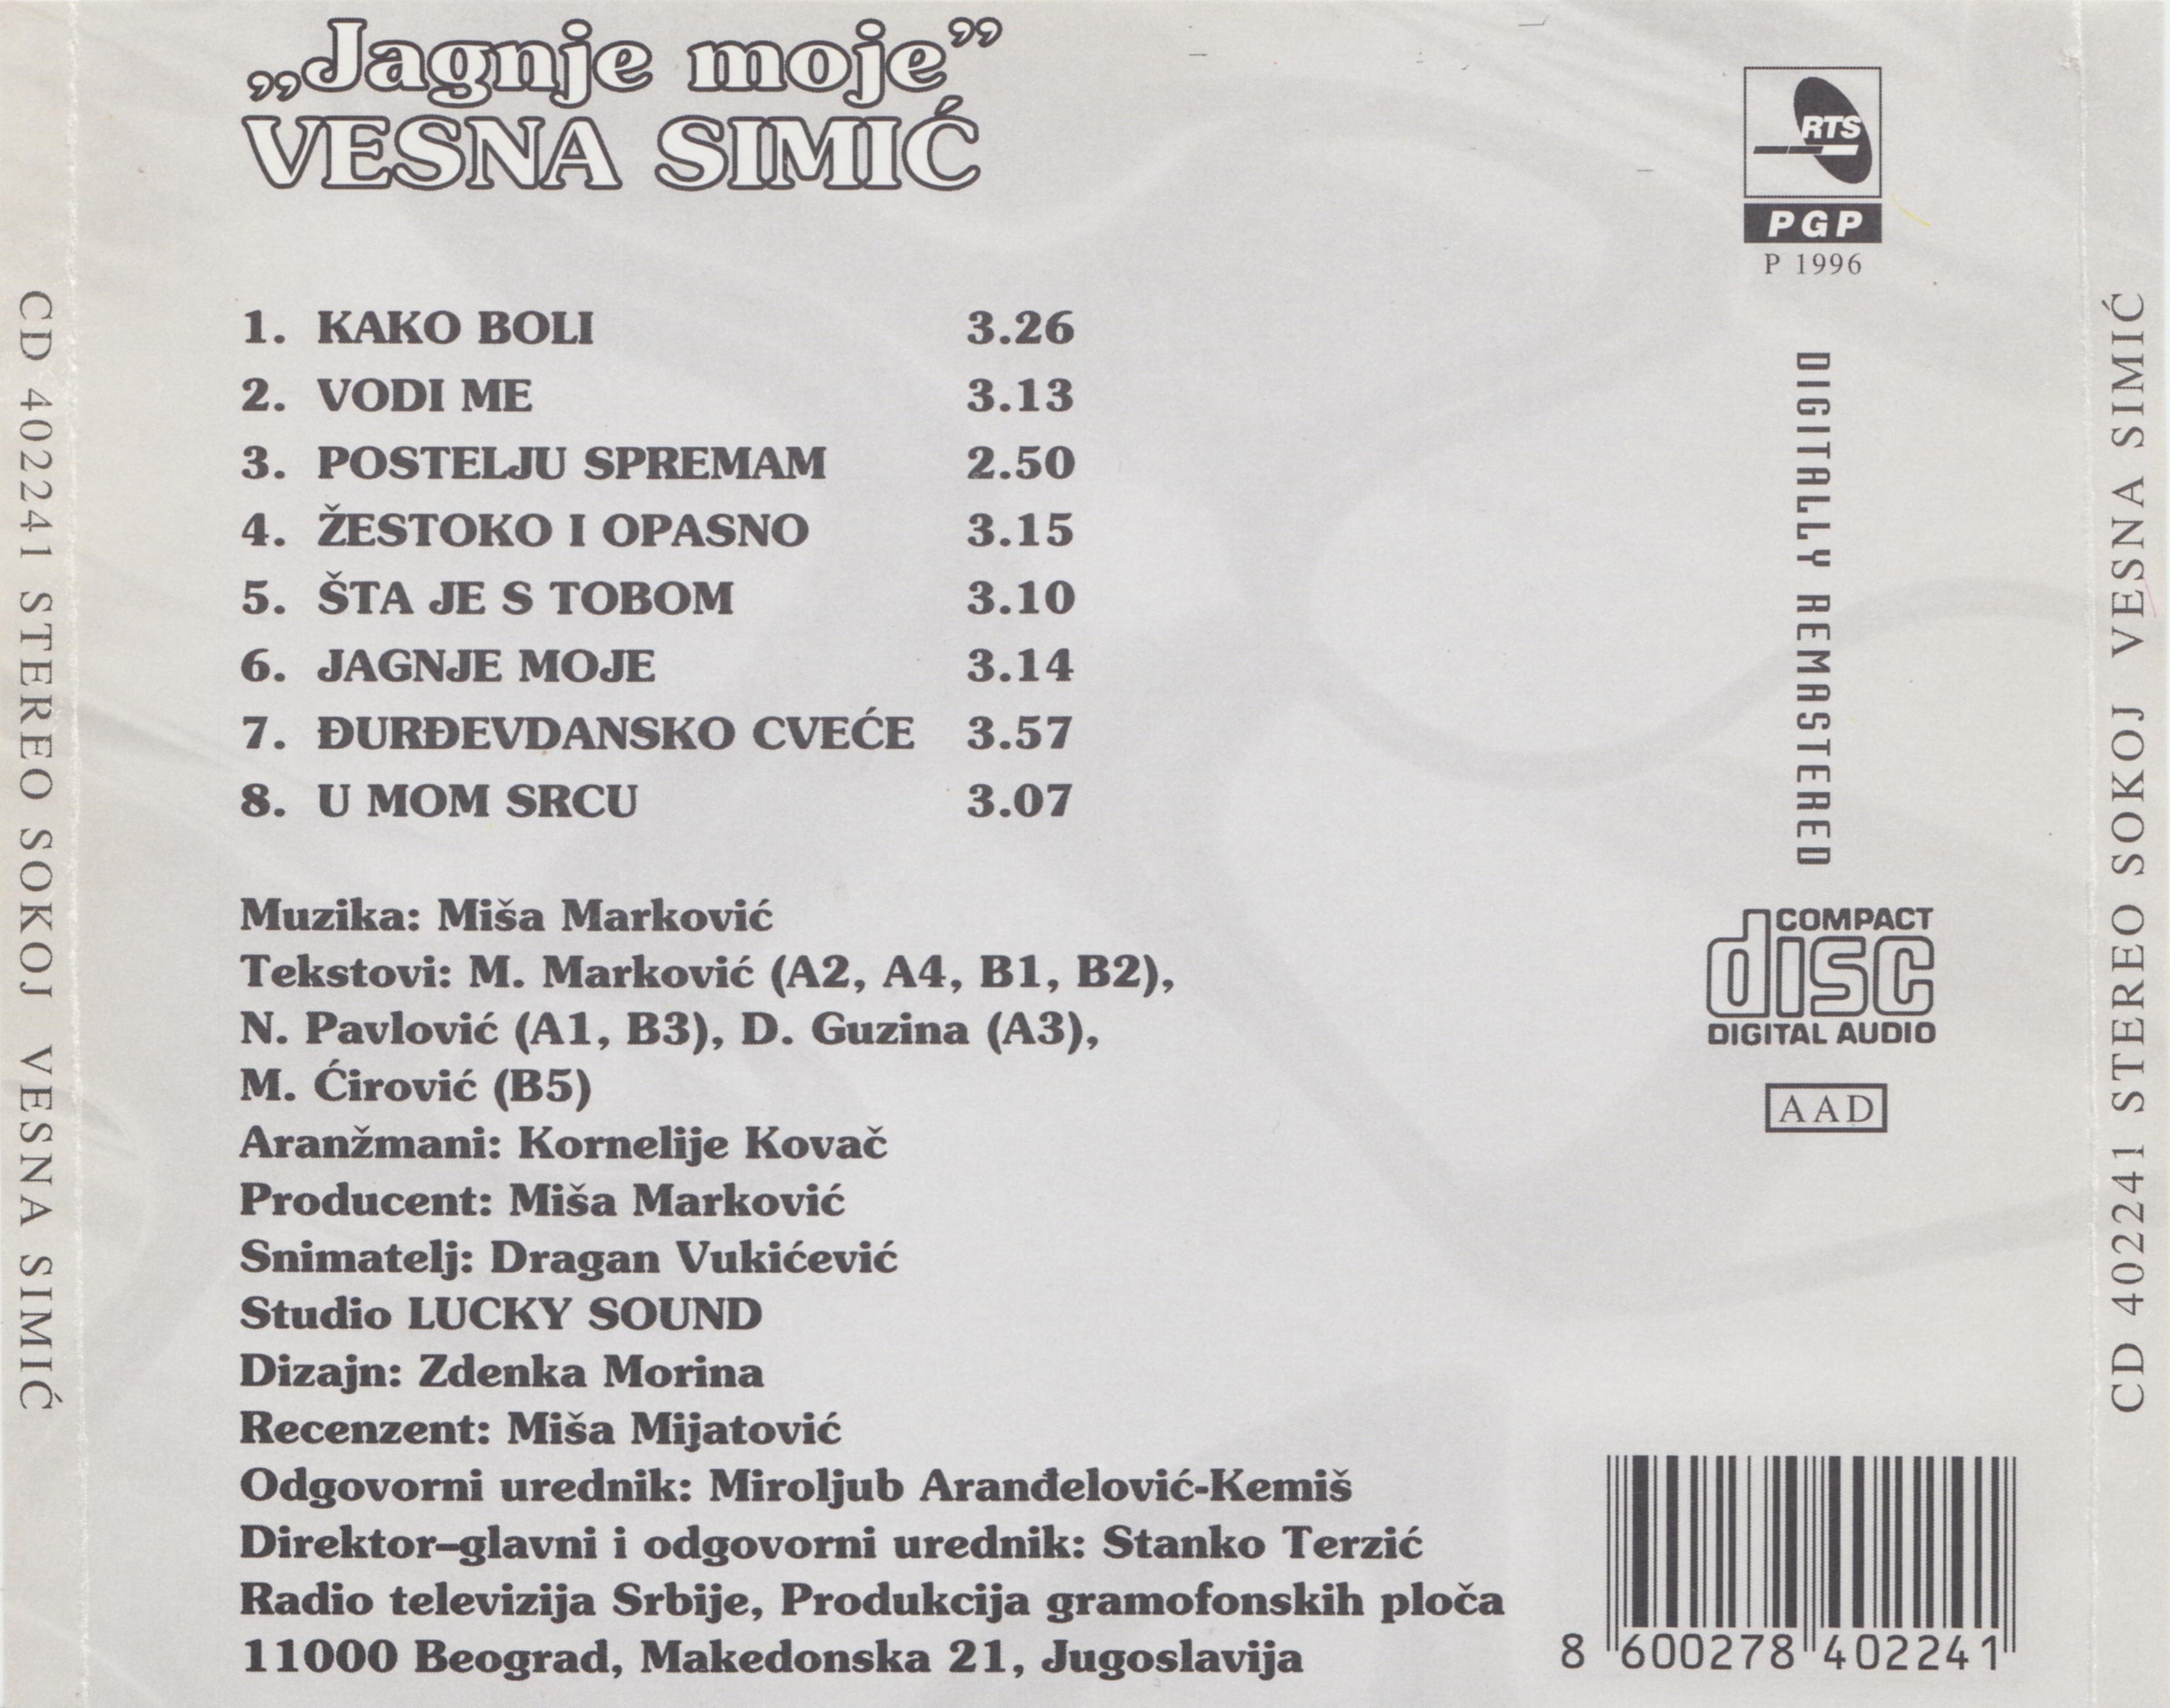 „Jagnje moje”
VESNA SIMIĆ
1. KAKO BOLI 3.26
2. VODI ME 3.13
3. POSTELJU SPREMAM 2.50
4. ŽESTOKO I OPASNO 3.15
5. ŠTA JE S TOBOM 3.10
6. JAGNJE MOJE 3.14
7. ĐURĐEVDANSKO CVEĆE 3.57
8. U MOM SRCU 3.07
Muzika: Miša Marković
Tekstovi: M. Marković (A2, A4, B1, B2),
N. Pavlović (A1, B3), D. Guzina (A3),
M. Ćirović (B5)
Aranžmani: Kornelije Kovač
Producent: Miša Marković
Snimatelj: Dragan Vukićević
Studio LUCKY SOUND
Dizajn: Zdenka Morina
Recenzent: Miša Mijatović
Odgovorni urednik: Miroljub Aranđelović-Kemiš
Direktor–glavni i odgovorni urednik: Stanko Terzić
Radio televizija Srbije, Produkcija gramofonskih ploča
11000 Beograd, Makedonska 21, Jugoslavija
RTS
PGP
P 1996
DIGITALLY REMASTERED
COMPACT
disc
DIGITAL AUDIO
AAD
8 600278 402241
CD 402241 STEREO SOKOJ VESNA SIMIĆ
CD 402241 STEREO SOKOJ VESNA SIMIĆ